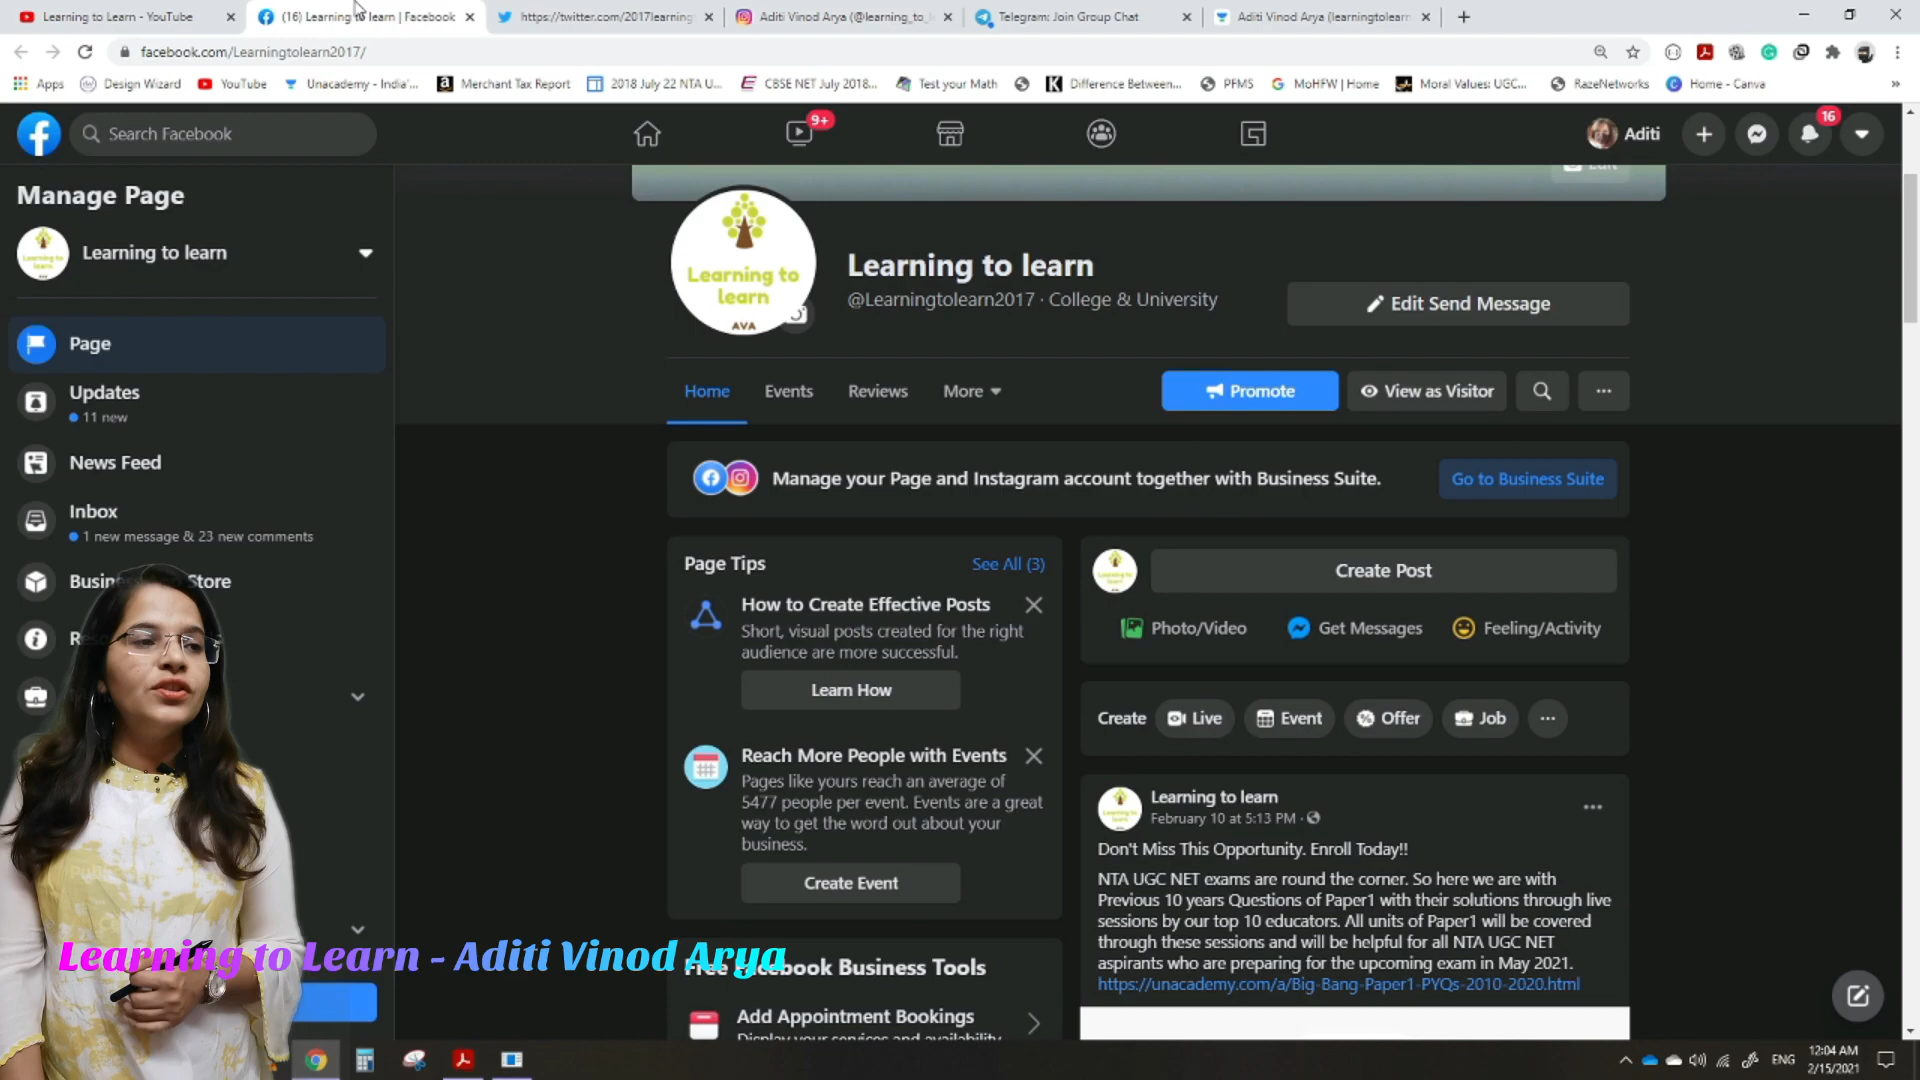 Learning to Learn - YouTube
(16) Learning to learn | Facebook
https://twitter.com/2017learning
Aditi Vinod Arya (@learning_to_l
Telegram: Join Group Chat
Aditi Vinod Arya (learningtolearn
facebook.com/Learningtolearn2017/
Apps
Design Wizard
YouTube
Unacademy - India'...
Merchant Tax Report
2018 July 22 NTA U...
CBSE NET July 2018...
Test your Math
Difference Between...
PFMS
MoHFW | Home
Moral Values: UGC...
RazeNetworks
Home - Canva
»
Search Facebook
9+
Aditi
16
Manage Page
Learning to learn
Page
Updates
11 new
News Feed
Inbox
1 new message & 23 new comments
Store
Edit
Learning to
learn
AVA
Learning to learn
@Learningtolearn2017 · College & University
Edit Send Message
Home
Events
Reviews
More
Promote
View as Visitor
Manage your Page and Instagram account together with Business Suite.
Go to Business Suite
Page Tips
See All (3)
How to Create Effective Posts
Short, visual posts created for the right
audience are more successful.
Learn How
Reach More People with Events
Pages like yours reach an average of
5477 people per event. Events are a great
way to get the word out about your
business.
Create Event
Facebook Business Tools
Add Appointment Bookings
Display your services and availability
Create Post
Photo/Video
Get Messages
Feeling/Activity
Create
Live
Event
Offer
Job
Learning to learn
February 10 at 5:13 PM ·
Don't Miss This Opportunity. Enroll Today!!
NTA UGC NET exams are round the corner. So here we are with
Previous 10 years Questions of Paper1 with their solutions through live
sessions by our top 10 educators. All units of Paper1 will be covered
through these sessions and will be helpful for all NTA UGC NET
aspirants who are preparing for the upcoming exam in May 2021.
https://unacademy.com/a/Big-Bang-Paper1-PYQs-2010-2020.html
Learning to Learn - Aditi Vinod Arya
ENG
12:04 AM
2/15/2021